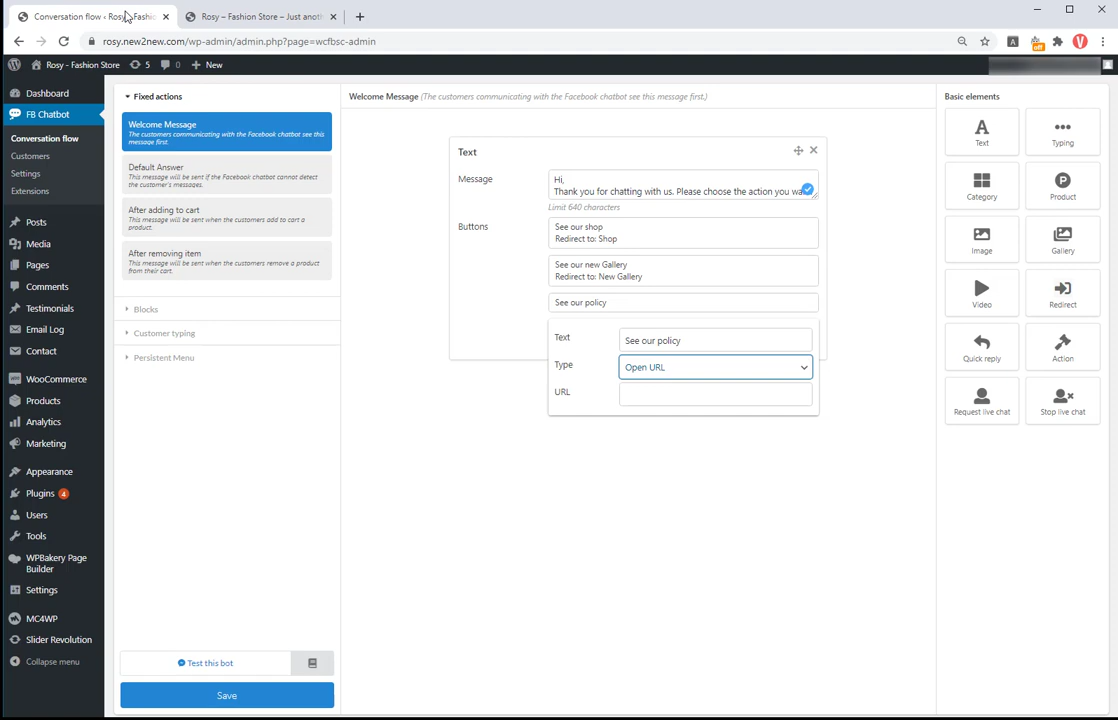 Conversation flow ‹ Rosy – Fashi
Rosy – Fashion Store – Just anot
rosy.new2new.com/wp-admin/admin.php?page=wcfbsc-admin
A
off
V
Rosy - Fashion Store
5
0
New
Dashboard
FB Chatbot
Conversation flow
Customers
Settings
Extensions
Posts
Media
Pages
Comments
Testimonials
Email Log
Contact
WooCommerce
Products
Analytics
Marketing
Appearance
Plugins 4
Users
Tools
WPBakery Page
Builder
Settings
MC4WP
Slider Revolution
Collapse menu
Fixed actions
Welcome Message
The customers communicating with the Facebook chatbot see this
message first.
Default Answer
This message will be sent if the Facebook chatbot cannot detect
the customer's messages.
After adding to cart
This message will be sent when the customers add to cart a
product.
After removing item
This message will be sent when the customers remove a product
from their cart.
Blocks
Customer typing
Persistent Menu
Test this bot
Save
Welcome Message (The customers communicating with the Facebook chatbot see this message first.)
Text
Message
Hi,
Thank you for chatting with us. Please choose the action you wa
Limit 640 characters
Buttons
See our shop
Redirect to: Shop
See our new Gallery
Redirect to: New Gallery
See our policy
Text
See our policy
Type
Open URL
URL
Basic elements
Text
Typing
Category
Product
Image
Gallery
Video
Redirect
Quick reply
Action
Request live chat
Stop live chat